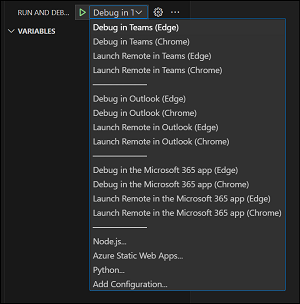 RUN AND DEB... Debug in 1
VARIABLES
Debug in Teams (Edge)
Debug in Teams (Chrome)
Launch Remote in Teams (Edge)
Launch Remote in Teams (Chrome)
Debug in Outlook (Edge)
Debug in Outlook (Chrome)
Launch Remote in Outlook (Edge)
Launch Remote in Outlook (Chrome)
Debug in the Microsoft 365 app (Edge)
Debug in the Microsoft 365 app (Chrome)
Launch Remote in the Microsoft 365 app (Edge)
Launch Remote in the Microsoft 365 app (Chrome)
Node.js...
Azure Static Web Apps...
Python...
Add Configuration...